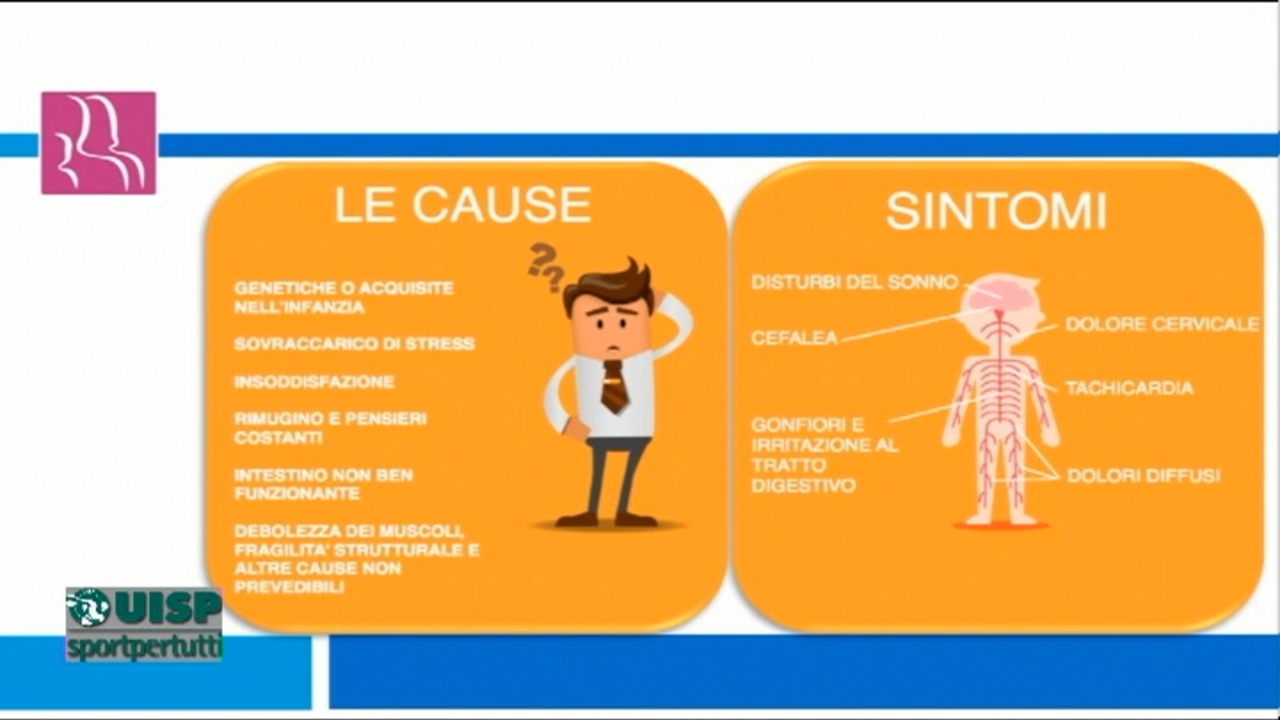 LE CAUSE
GENETICHE O ACQUISITE
NELL'INFANZIA
SOVRACCARICO DI STRESS
INSODDISFAZIONE
RIMUGINO E PENSIERI
COSTANTI
INTESTINO NON BEN
FUNZIONANTE
DEBOLEZZA DEI MUSCOLI,
FRAGILITA' STRUTTURALE E
ALTRE CAUSE NON
PREVEDIBILI
??
SINTOMI
DISTURBI DEL SONNO
CEFALEA
GONFIORI E
IRRITAZIONE AL
TRATTO
DIGESTIVO
DOLORE CERVICALE
TACHICARDIA
DOLORI DIFFUSI
UISP
sportpertutti